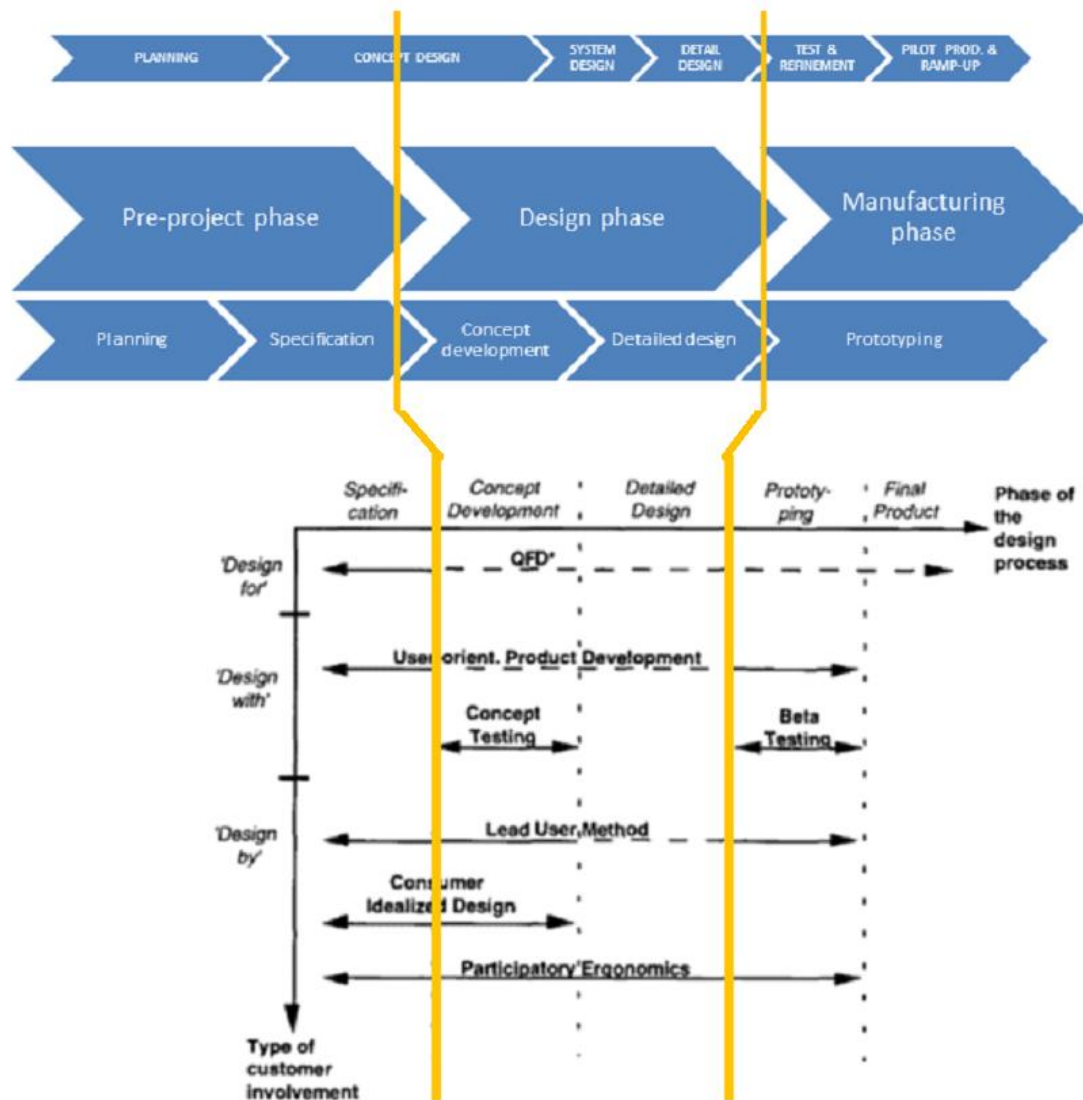 PLANNING
CONCEPT DESIGN
SYSTEM
DESIGN
DETAIL
DESIGN
TEST &
REFINEMENT
PILOT PROD. &
RAMP-UP
Pre-project phase
Design phase
Manufacturing
phase
Planning
Specification
Concept
development
Detailed design
Prototyping
Specifi-
cation
Concept
Development
Detailed
Design
Prototy-
ping
Final
Product
Phase of
the
design
process
'Design
for'
QFD*
'Design
with'
User-orient. Product Development
Concept
Testing
Beta
Testing
'Design
by'
Lead User Method
Consumer
Idealized Design
Participatory Ergonomics
Type of
customer
involvement